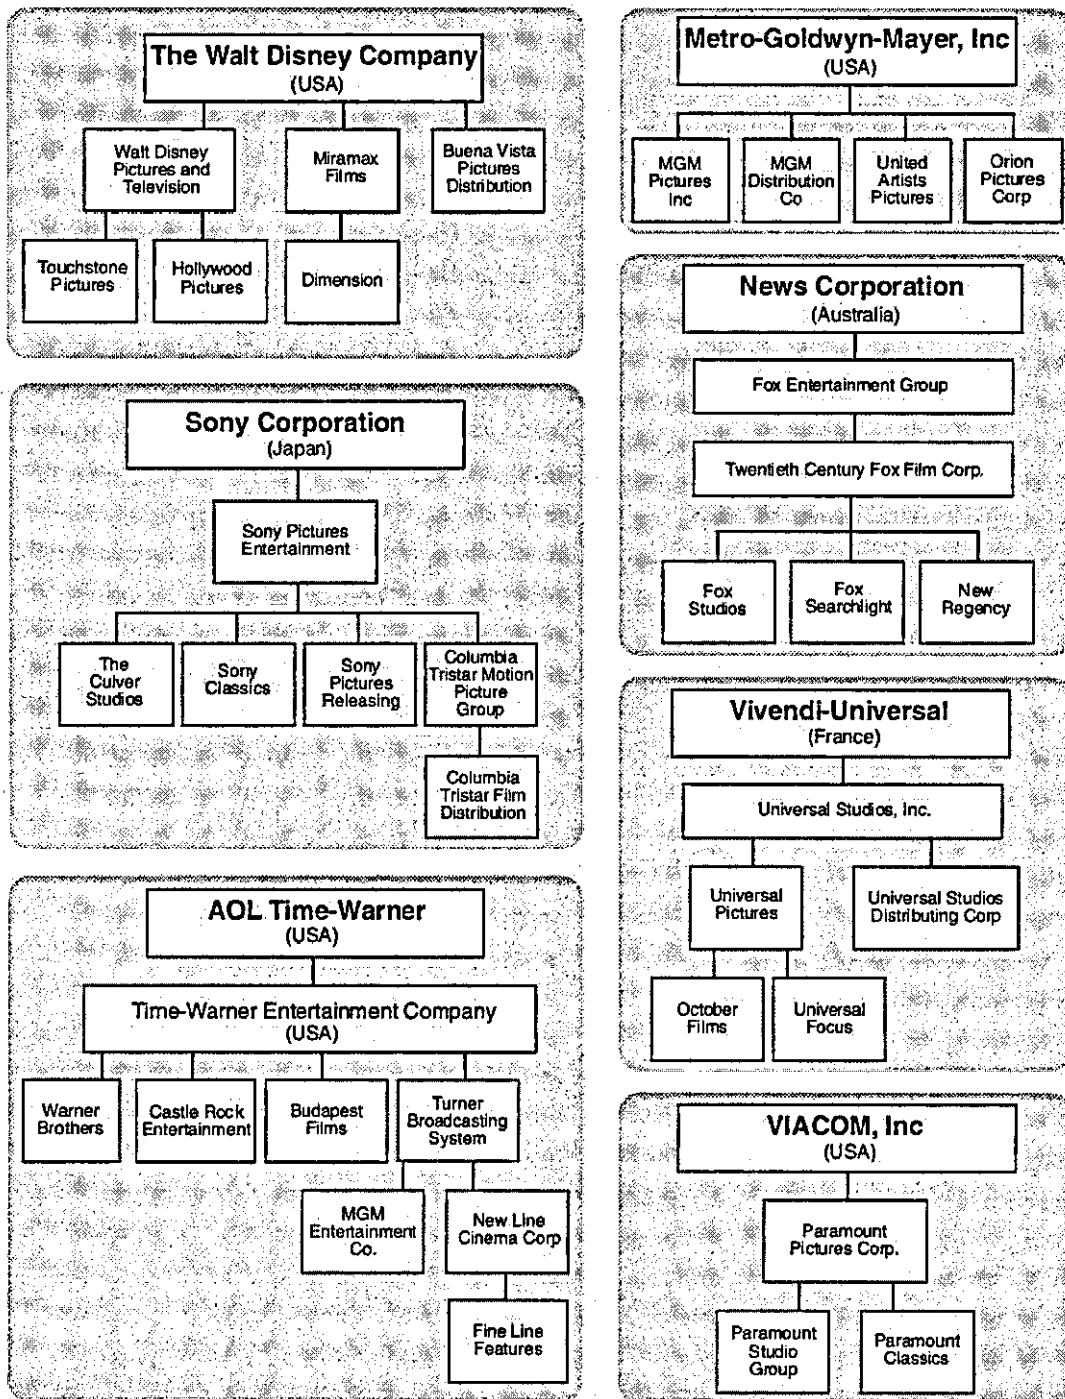 The Walt Disney Company
(USA)
Walt Disney
Pictures and
Television
Miramax
Films
Buena Vista
Pictures
Distribution
Touchstone
Pictures
Hollywood
Pictures
Dimension
Sony Corporation
(Japan)
Sony Pictures
Entertainment
The
Culver
Studios
Sony
Classics
Sony
Pictures
Releasing
Columbia
Tristar Motion
Picture
Group
Columbia
Tristar Film
Distribution
AOL Time-Warner
(USA)
Time-Warner Entertainment Company
(USA)
Warner
Brothers
Castle Rock
Entertainment
Budapest
Films
Turner
Broadcasting
System
MGM
Entertainment
Co.
New Line
Cinema Corp
Fine Line
Features
Metro-Goldwyn-Mayer, Inc
(USA)
MGM
Pictures
Inc
MGM
Distribution
Co
United
Artists
Pictures
Orion
Pictures
Corp
News Corporation
(Australia)
Fox Entertainment Group
Twentieth Century Fox Film Corp.
Fox
Studios
Fox
Searchlight
New
Regency
Vivendi-Universal
(France)
Universal Studios, Inc.
Universal
Pictures
Universal Studios
Distributing Corp
October
Films
Universal
Focus
VIACOM, Inc
(USA)
Paramount
Pictures Corp.
Paramount
Studio
Group
Paramount
Classics